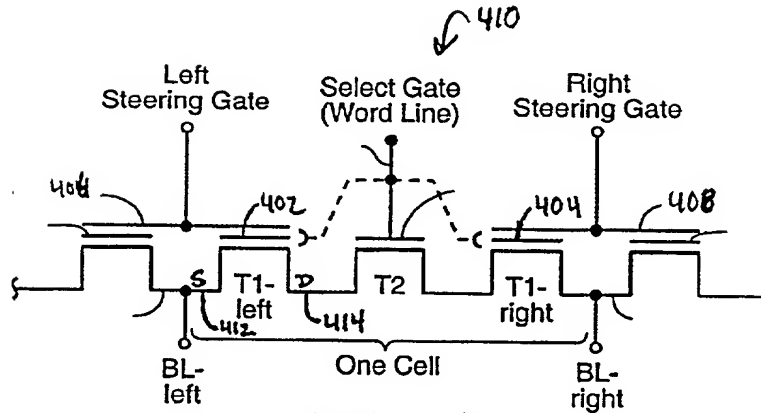 410
Left
Steering Gate
Select Gate
(Word Line)
Right
Steering Gate
406
402
404
408
S
T1-
left
D
T2
T1-
right
412
414
One Cell
BL-
left
BL-
right